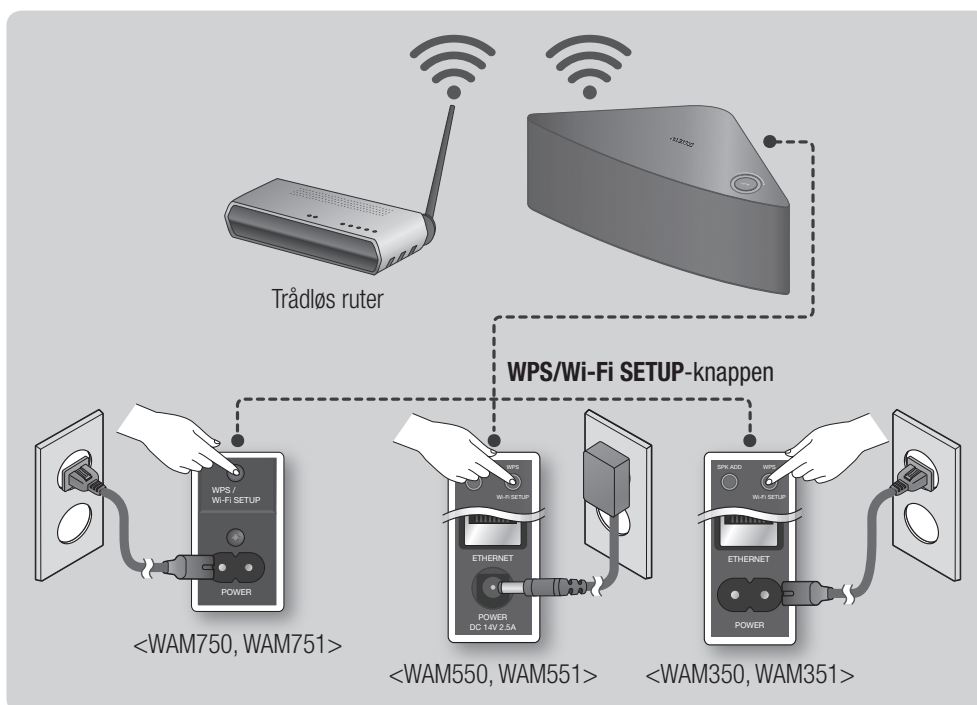 Trådløs ruter
WPS/Wi-Fi SETUP-knappen
WPS /
Wi-Fi SETUP
POWER
<WAM750, WAM751>
WPS
Wi-Fi SETUP
ETHERNET
POWER
DC 14V 2.5A
<WAM550, WAM551>
SPK ADD
WPS
Wi-Fi SETUP
ETHERNET
POWER
<WAM350, WAM351>